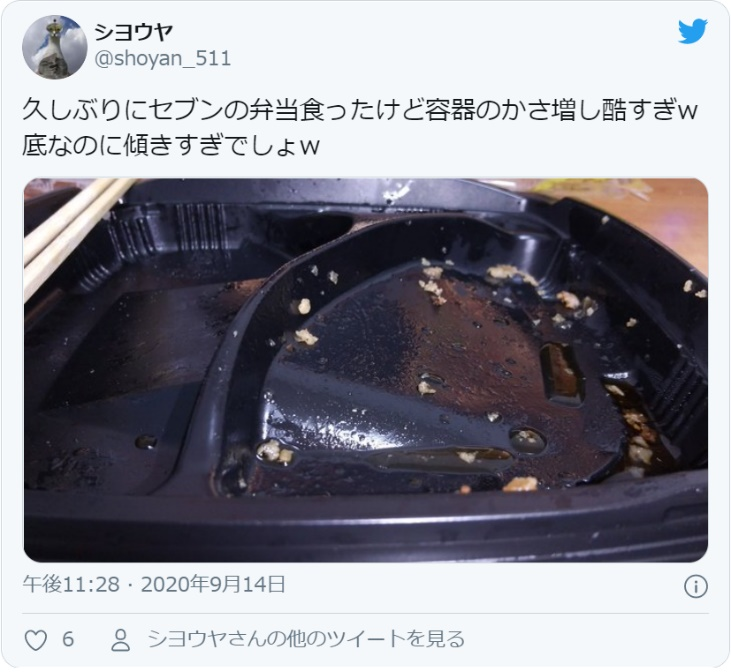 シヨウヤ
@shoyan_511
久しぶりにセブンの弁当食ったけど容器のかさ増し酷すぎw
底なのに傾きすぎでしょw
午後11:28・2020年9月14日
6 シヨウヤさんの他のツイートを見る